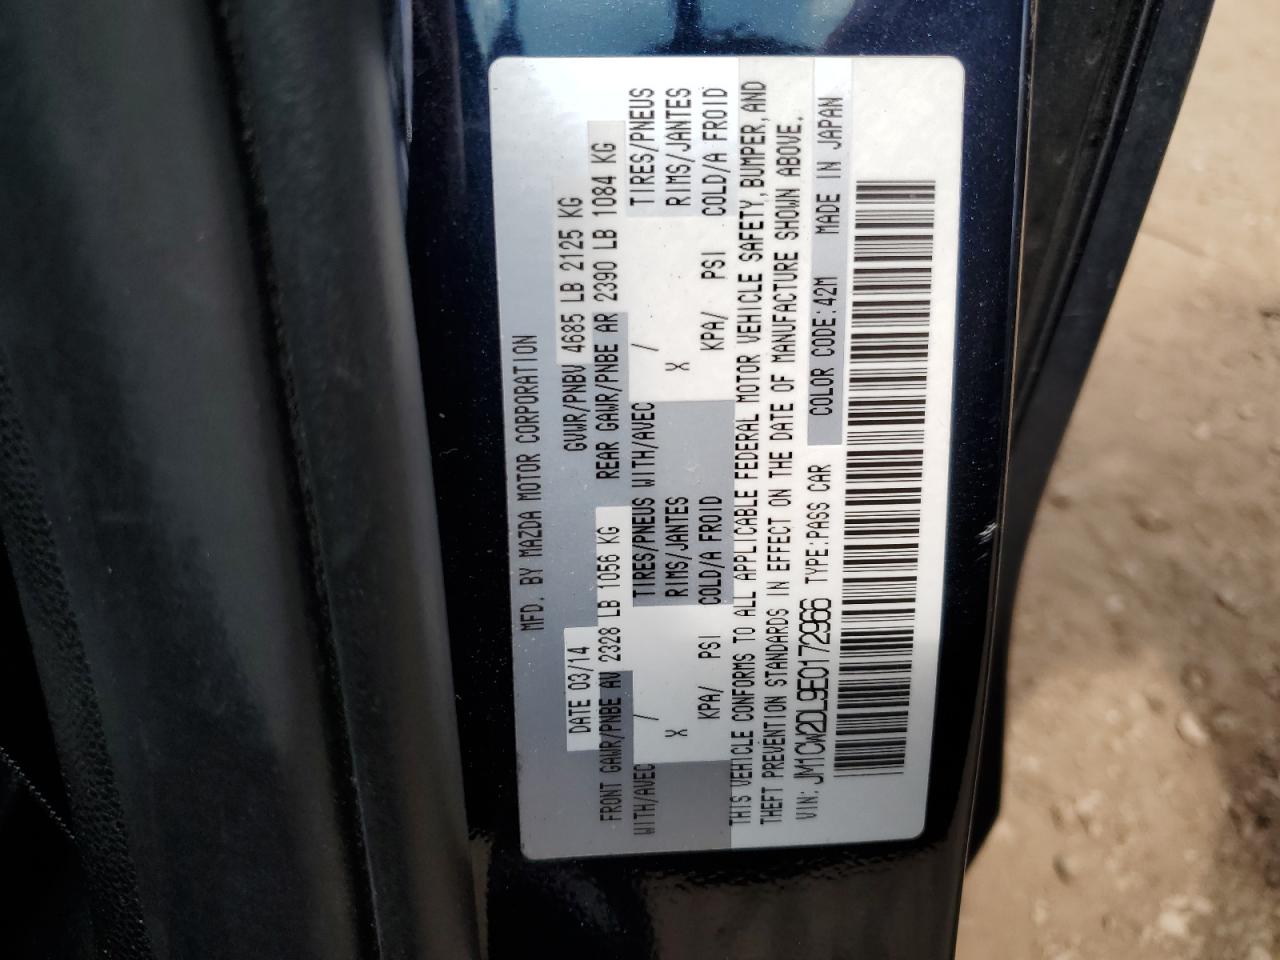 MFD. BY MAZDA MOTOR CORPORATION
DATE 03/14 GVWR/PNBV 4685 LB 2125 KG
FRONT GAWR/PNBE AV 2328 LB 1056 KG REAR GAWR/PNBE AR 2390 LB 1084 KG
WITH/AVEC / TIRES/PNEUS WITH/AVEC / TIRES/PNEUS
X RIMS/JANTES X RIMS/JANTES
KPA/ PSI COLD/A FROID KPA/ PSI COLD/A FROID
THIS VEHICLE CONFORMS TO ALL APPLICABLE FEDERAL MOTOR VEHICLE SAFETY, BUMPER, AND
THEFT PREVENTION STANDARDS IN EFFECT ON THE DATE OF MANUFACTURE SHOWN ABOVE.
VIN: JM1CW2DL9E0172966 TYPE:PASS CAR COLOR CODE:42M MADE IN JAPAN